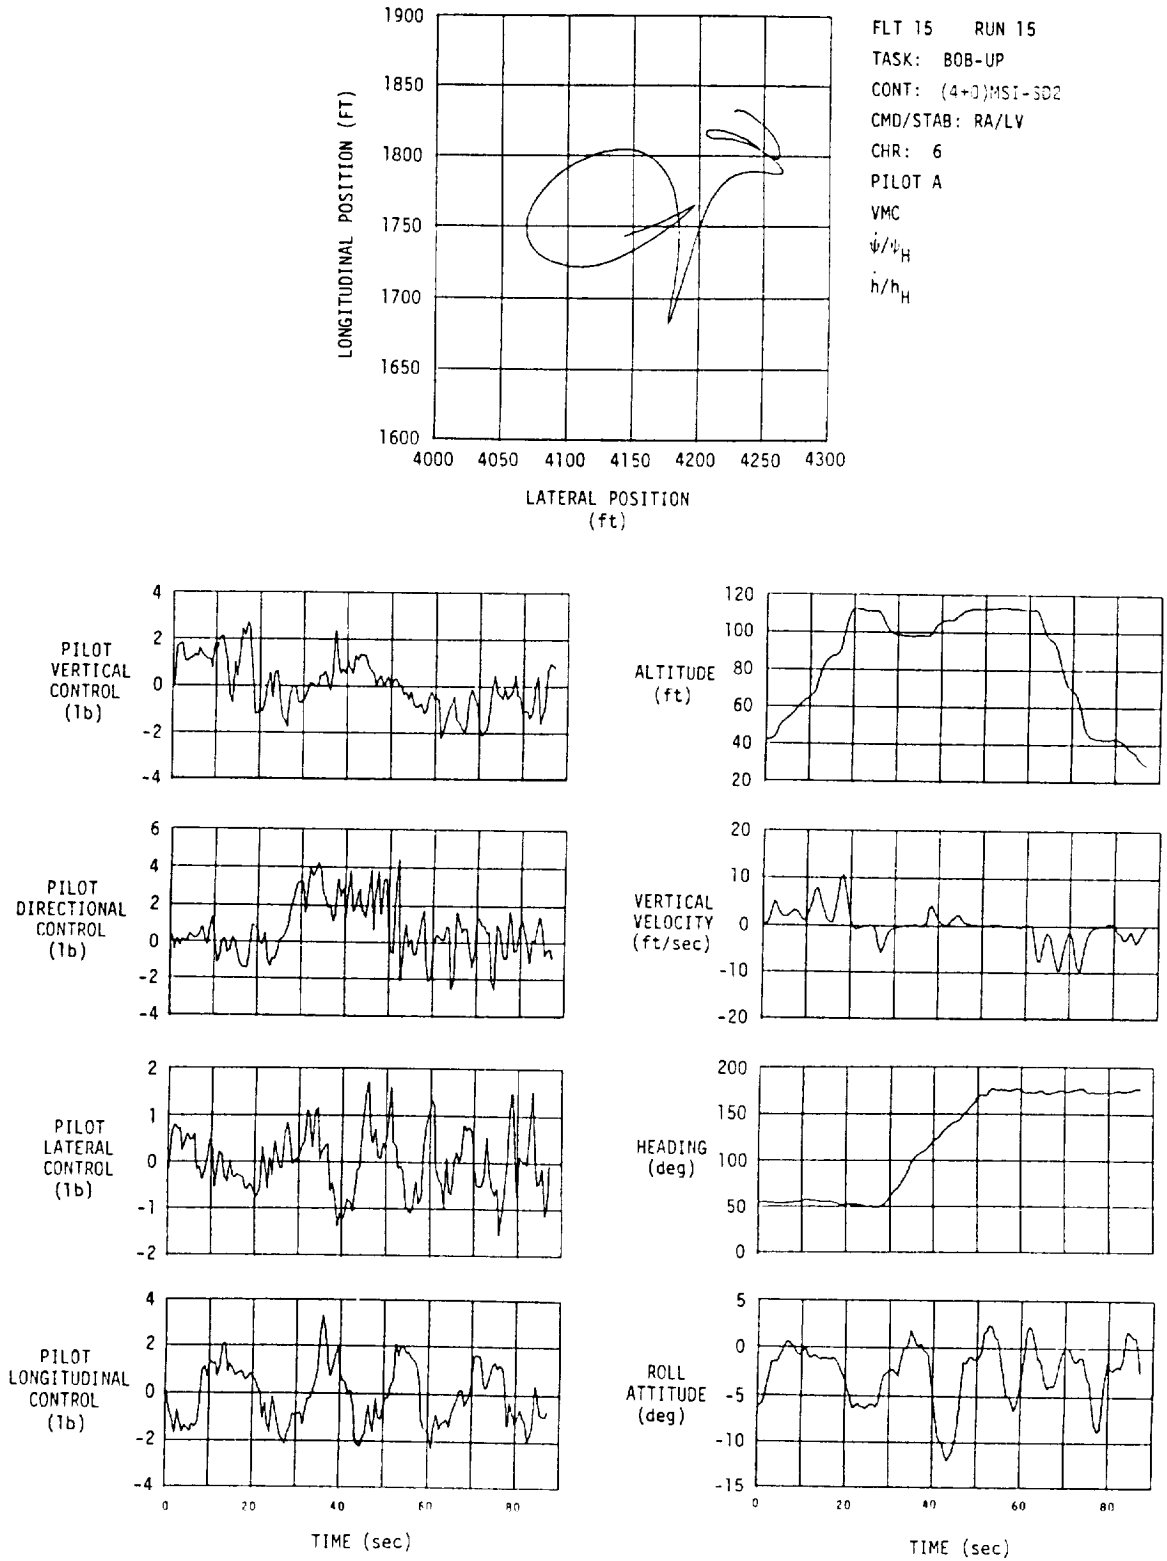 1900
1850
1800
1750
1700
1650
1600
LONGITUDINAL POSITION (FT)
4000 4050 4100 4150 4200 4250 4300
LATERAL POSITION
(ft)
FLT 15 RUN 15
TASK: BOB-UP
CONT: (4+0)MSI-SD2
CMD/STAB: RA/LV
CHR: 6
PILOT A
VMC
ψ̇/ψH
ḣ/hH
PILOT
VERTICAL
CONTROL
(lb)
4
2
0
-2
-4
ALTITUDE
(ft)
120
100
80
60
40
20
PILOT
DIRECTIONAL
CONTROL
(lb)
6
4
2
0
-2
-4
VERTICAL
VELOCITY
(ft/sec)
20
10
0
-10
-20
PILOT
LATERAL
CONTROL
(lb)
2
1
0
-1
-2
HEADING
(deg)
200
150
100
50
0
PILOT
LONGITUDINAL
CONTROL
(lb)
4
2
0
-2
-4
0 20 40 60 80
TIME (sec)
ROLL
ATTITUDE
(deg)
5
0
-5
-10
-15
0 20 40 60 80
TIME (sec)